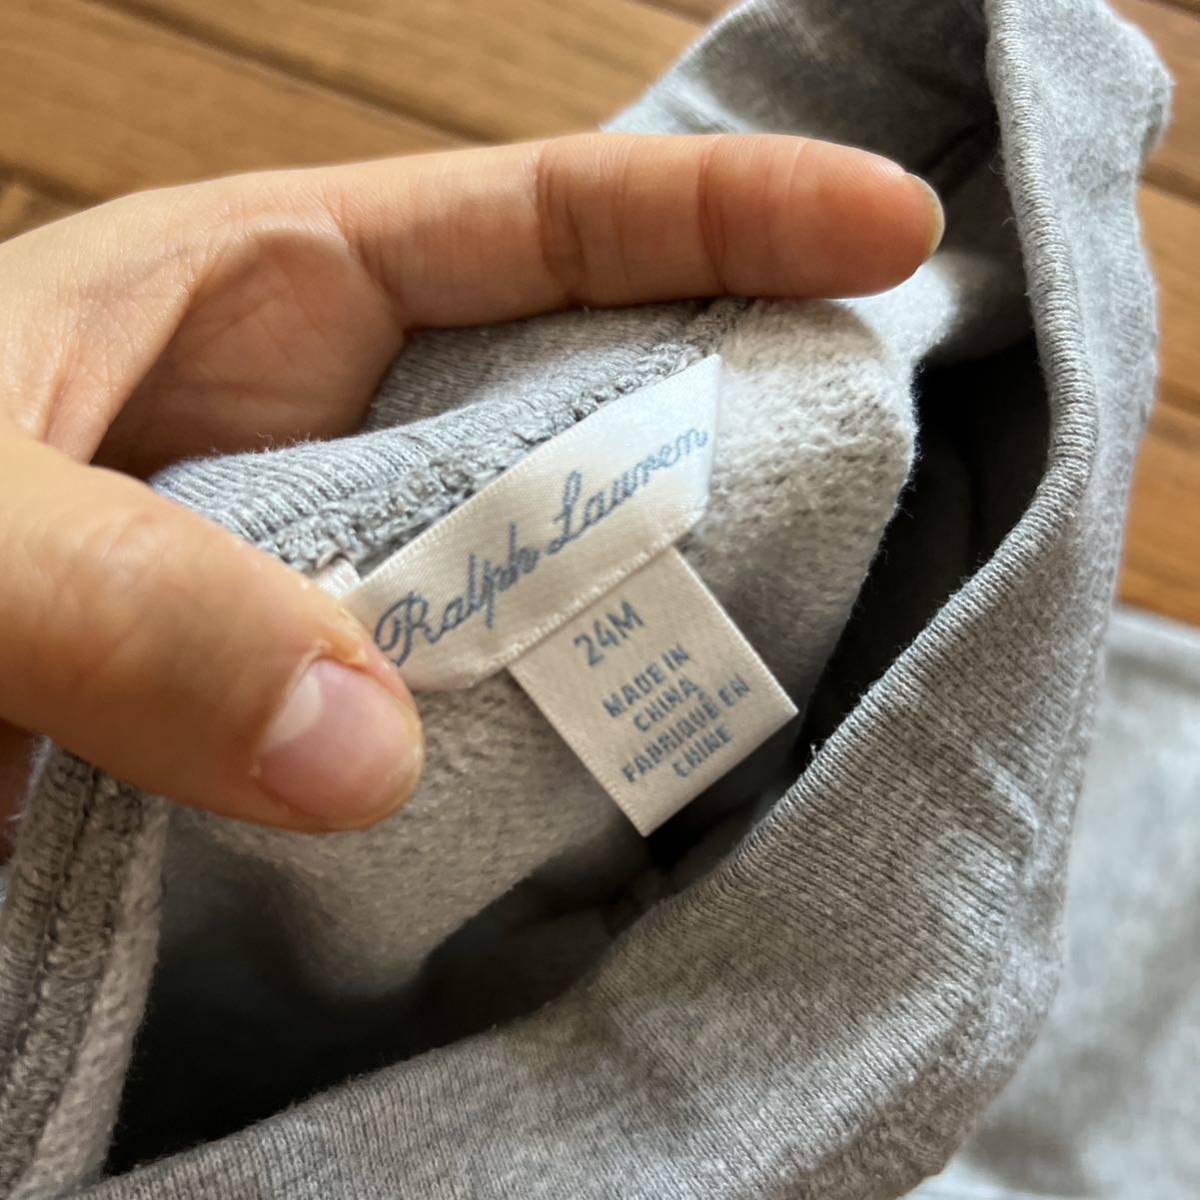 Ralph Lauren
24M
MADE IN
CHINA
FABRIQUÉ EN
CHINE